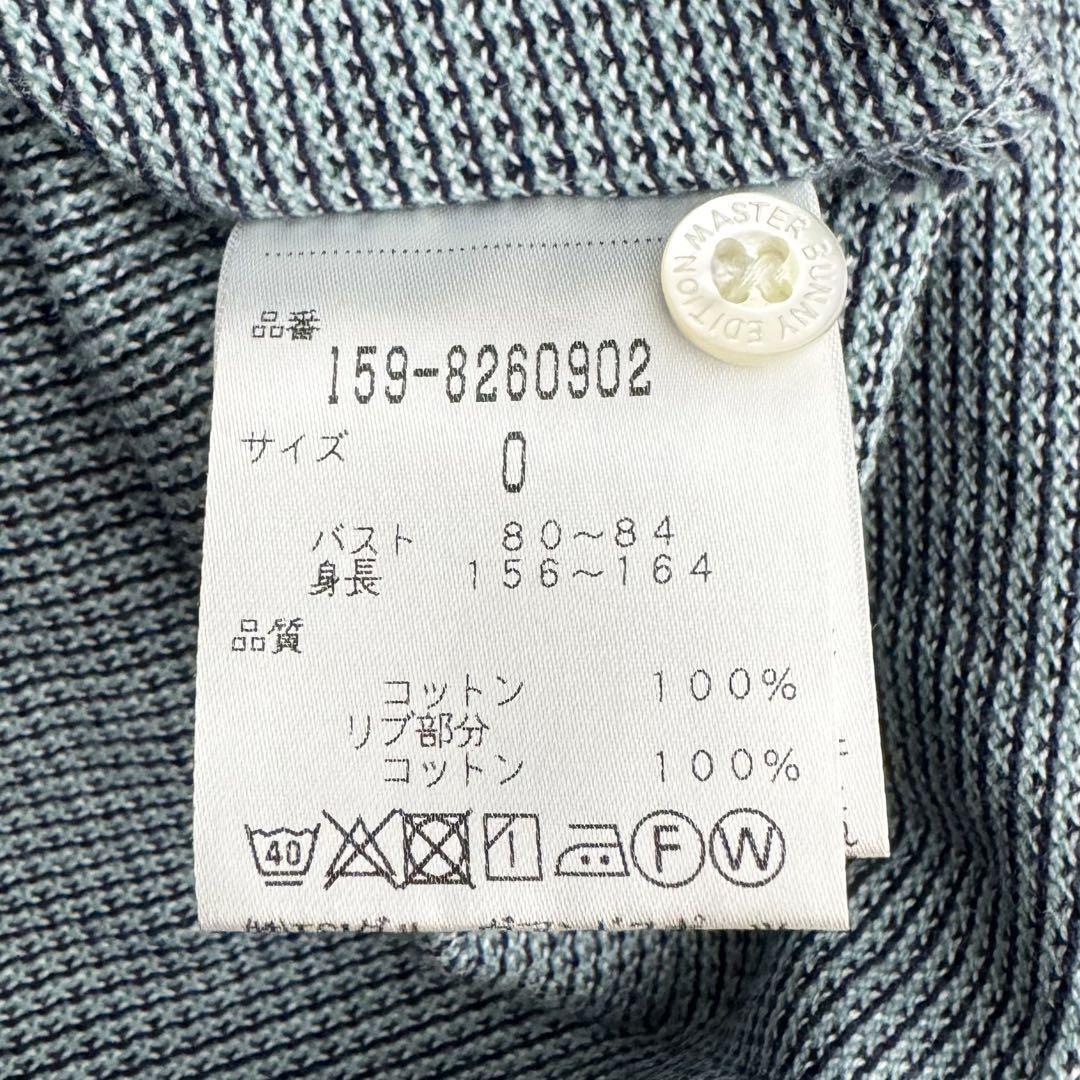 MASTER BUNNY EDITION
品番
159-8260902
サイズ 0
バスト 80~84
身長 156~164
品質
コットン 100%
リブ部分
コットン 100%
40 1 F W